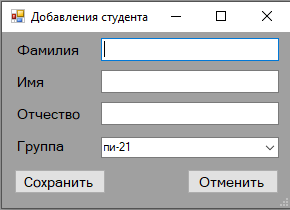 Добавления студента
Фамилия
Имя
Отчество
Группа пи-21
Сохранить Отменить